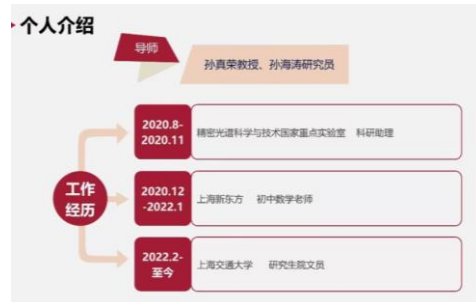 个人介绍
导师
孙真荣教授、孙海涛研究员
工作
经历
2020.8-
2020.11
精密光谱科学与技术国家重点实验室 科研助理
2020.12
-2022.1
上海新东方 初中数学老师
2022.2-
至今
上海交通大学 研究生院文员